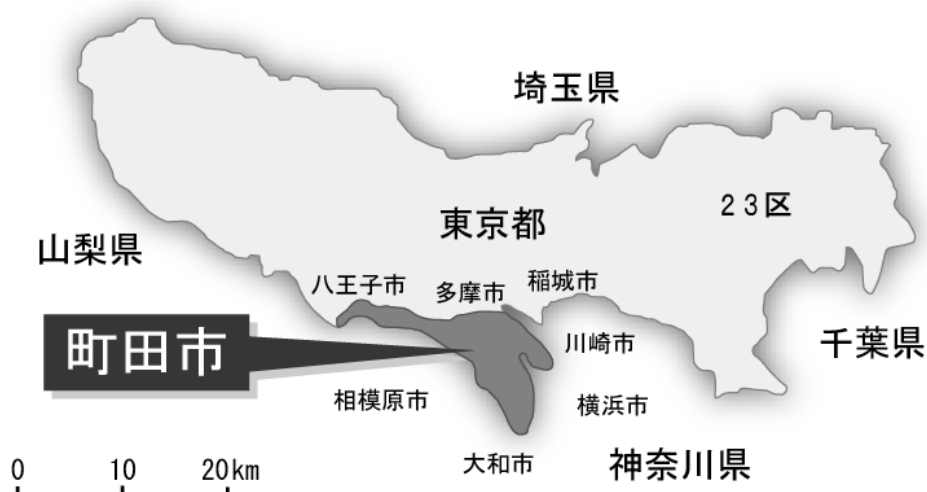 埼玉県
23区
東京都
山梨県
八王子市
多摩市
稲城市
町田市
川崎市
千葉県
相模原市
横浜市
大和市
神奈川県
0 10 20km